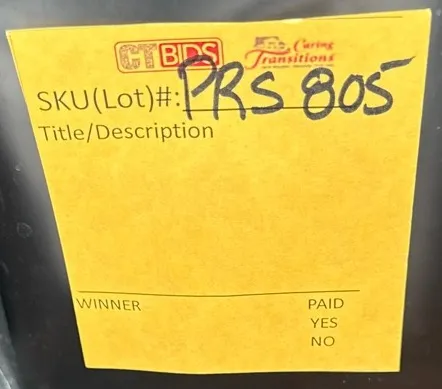 CTBIDS Caring Transitions
SKU(Lot)#: PRS 805
Title/Description
WINNER PAID
YES
NO